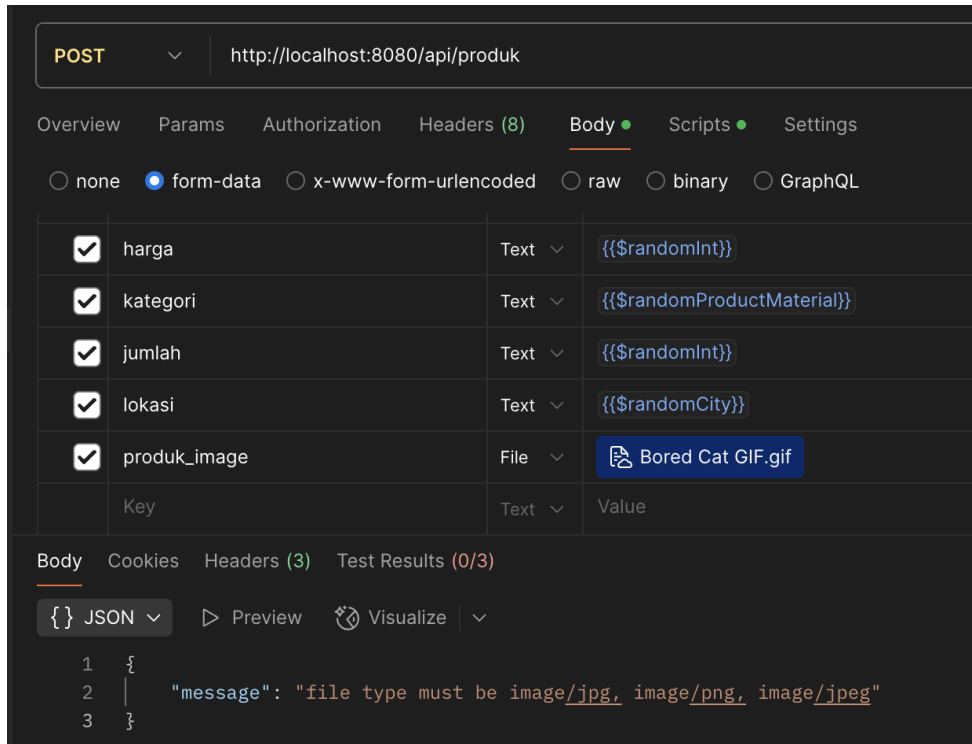 POST http://localhost:8080/api/produk
Overview Params Authorization Headers (8) Body Scripts Settings
none form-data x-www-form-urlencoded raw binary GraphQL
harga Text {{$randomInt}}
kategori Text {{$randomProductMaterial}}
jumlah Text {{$randomInt}}
lokasi Text {{$randomCity}}
produk_image File Bored Cat GIF.gif
Key Text Value
Body Cookies Headers (3) Test Results (0/3)
{} JSON Preview Visualize
1 {
2 "message": "file type must be image/jpg, image/png, image/jpeg"
3 }